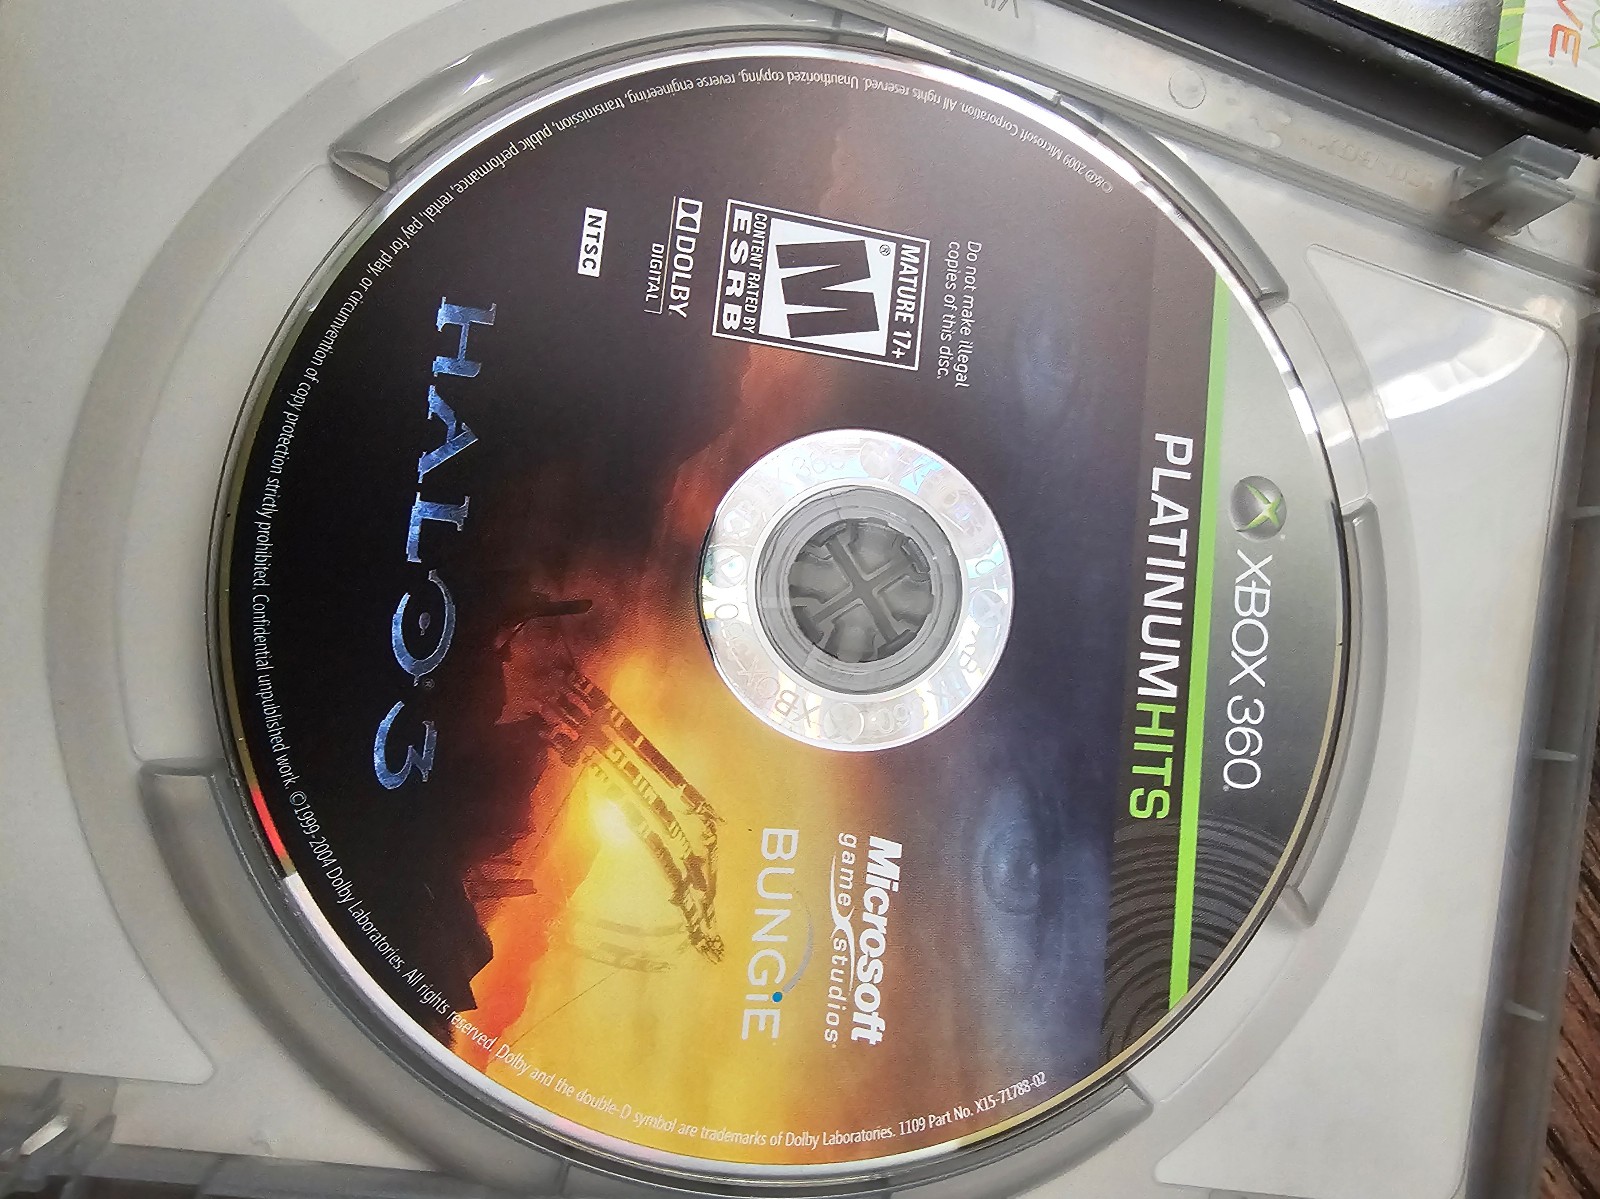 XBOX 360
PLATINUMHITS
Do not make illegal
copies of this disc.
MATURE 17+
M
®
CONTENT RATED BY
ESRB
DOLBY
DIGITAL
NTSC
Microsoft
game studios
BUNGiE
HALO 3
℗&© 2009 Microsoft Corporation. All rights reserved. Unauthorized copying, reverse engineering, transmission, public performance, rental, pay for play, or circumvention of copy protection strictly prohibited. Confidential unpublished work. ©1999-2004 Dolby Laboratories. All rights reserved. Dolby and the double-D symbol are trademarks of Dolby Laboratories. 1109 Part No. X15-71788-02
XBOX 360